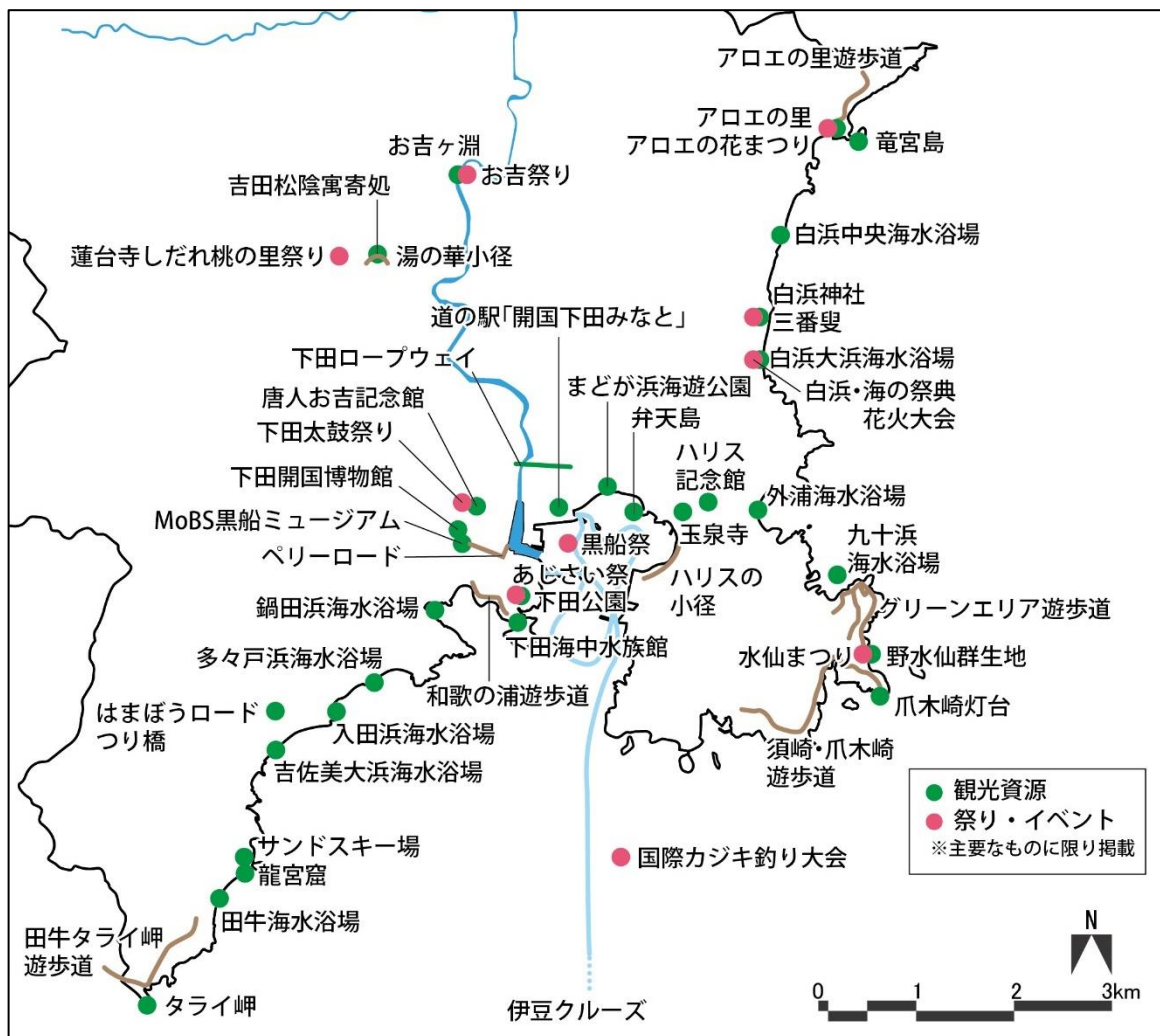 アロエの里遊歩道
アロエの里
アロエの花まつり
竜宮島
お吉ヶ淵
お吉祭り
吉田松陰寓寄処
蓮台寺しだれ桃の里祭り
湯の華小径
白浜中央海水浴場
白浜神社
三番叟
道の駅「開国下田みなと」
下田ロープウェイ
白浜大浜海水浴場
まどが浜海遊公園
白浜・海の祭典
花火大会
唐人お吉記念館
弁天島
下田太鼓祭り
ハリス
記念館
下田開国博物館
外浦海水浴場
MoBS黒船ミュージアム
玉泉寺
ペリーロード
黒船祭
九十浜
海水浴場
あじさい祭
ハリスの
小径
下田公園
鍋田浜海水浴場
グリーンエリア遊歩道
下田海中水族館
水仙まつり
野水仙群生地
多々戸浜海水浴場
和歌の浦遊歩道
爪木崎灯台
はまぼうロード
つり橋
入田浜海水浴場
須崎・爪木崎
遊歩道
吉佐美大浜海水浴場
観光資源
祭り・イベント
※主要なものに限り掲載
サンドスキー場
龍宮窟
国際カジキ釣り大会
田牛海水浴場
田牛タライ岬
遊歩道
タライ岬
伊豆クルーズ
N
0 1 2 3km